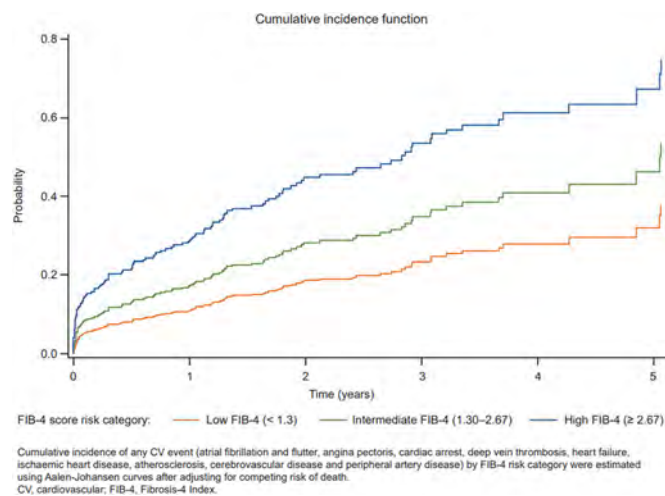 Cumulative incidence function
0.8
0.6
0.4
0.2
0.0
Probability
0 1 2 3 4 5
Time (years)
FIB-4 score risk category: Low FIB-4 (< 1.3) Intermediate FIB-4 (1.30–2.67) High FIB-4 (≥ 2.67)
Cumulative incidence of any CV event (atrial fibrillation and flutter, angina pectoris, cardiac arrest, deep vein thrombosis, heart failure,
ischaemic heart disease, atherosclerosis, cerebrovascular disease and peripheral artery disease) by FIB-4 risk category were estimated
using Aalen-Johansen curves after adjusting for competing risk of death.
CV, cardiovascular; FIB-4, Fibrosis-4 Index.